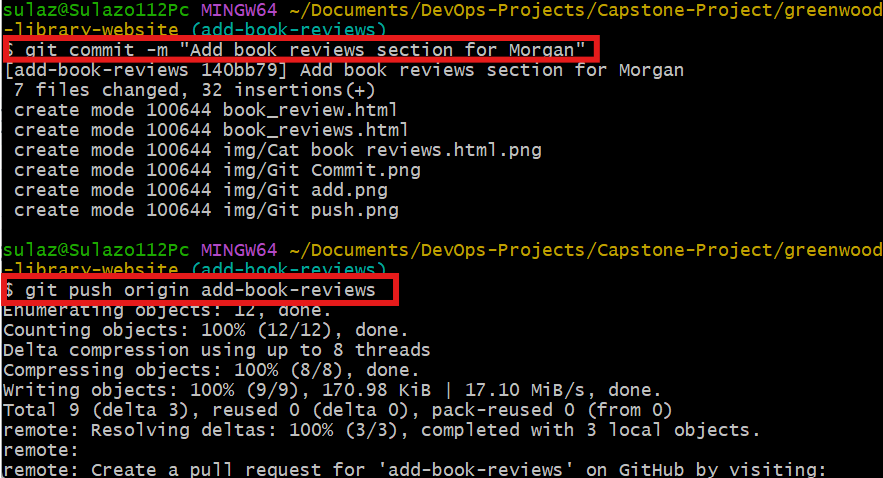 sulaz@Sulazo112Pc MINGW64 ~/Documents/DevOps-Projects/Capstone-Project/greenwood
-library-website (add-book-reviews)
$ git commit -m "Add book reviews section for Morgan"
[add-book-reviews 140bb79] Add book reviews section for Morgan
 7 files changed, 32 insertions(+)
 create mode 100644 book_review.html
 create mode 100644 book_reviews.html
 create mode 100644 img/Cat book reviews.html.png
 create mode 100644 img/Git Commit.png
 create mode 100644 img/Git add.png
 create mode 100644 img/Git push.png
sulaz@Sulazo112Pc MINGW64 ~/Documents/DevOps-Projects/Capstone-Project/greenwood
-library-website (add-book-reviews)
$ git push origin add-book-reviews
Enumerating objects: 12, done.
Counting objects: 100% (12/12), done.
Delta compression using up to 8 threads
Compressing objects: 100% (8/8), done.
Writing objects: 100% (9/9), 170.98 KiB | 17.10 MiB/s, done.
Total 9 (delta 3), reused 0 (delta 0), pack-reused 0 (from 0)
remote: Resolving deltas: 100% (3/3), completed with 3 local objects.
remote:
remote: Create a pull request for 'add-book-reviews' on GitHub by visiting: